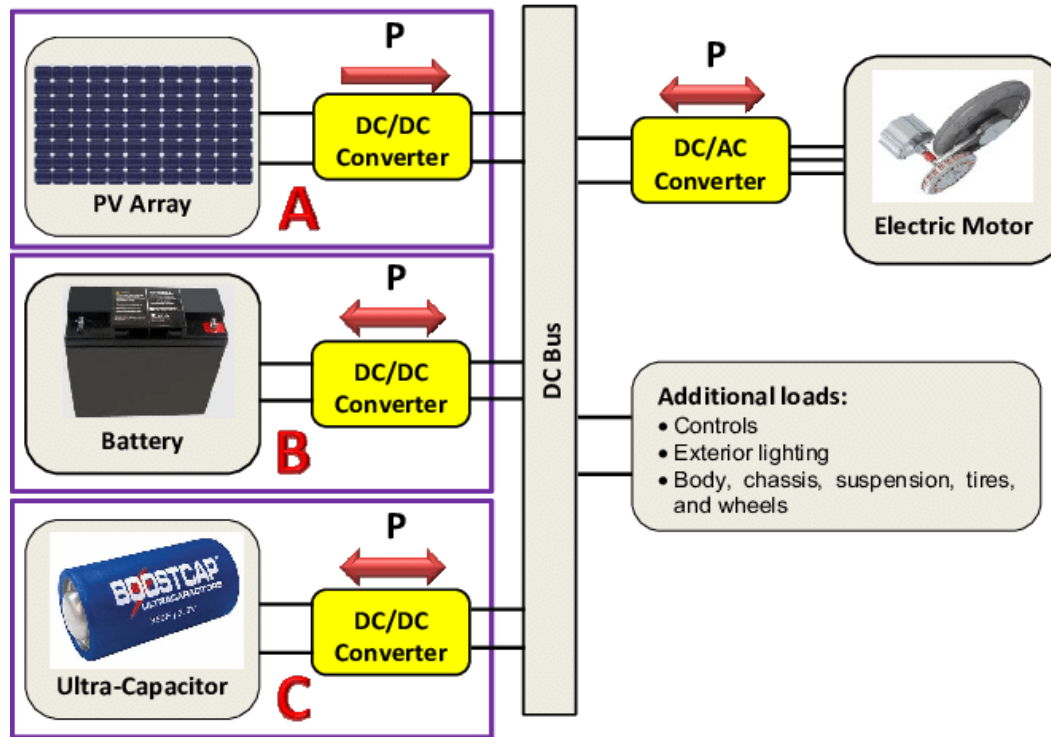 P
DC/DC
Converter
PV Array
A
P
DC/DC
Converter
Battery
B
P
DC/DC
Converter
BOOSTCAP
ULTRACAPACITORS
Ultra-Capacitor
C
DC Bus
P
DC/AC
Converter
Electric Motor
Additional loads:
• Controls
• Exterior lighting
• Body, chassis, suspension, tires,
and wheels